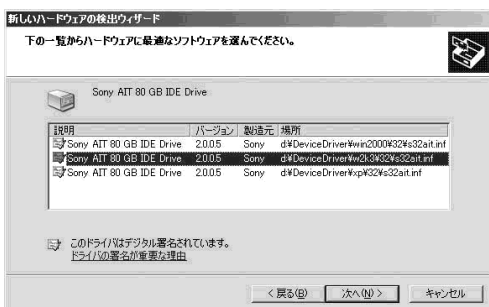 新しいハードウェアの検出ウィザード
下の一覧からハードウェアに最適なソフトウェアを選んでください。
Sony AIT 80 GB IDE Drive
説明 バージョン 製造元 場所
Sony AIT 80 GB IDE Drive 2.0.0.5 Sony d:¥DeviceDriver¥win2000¥32¥s32ait.inf
Sony AIT 80 GB IDE Drive 2.0.0.5 Sony d:¥DeviceDriver¥w2k3¥32¥s32ait.inf
Sony AIT 80 GB IDE Drive 2.0.0.5 Sony d:¥DeviceDriver¥xp¥32¥s32ait.inf
このドライバはデジタル署名されています。
ドライバの署名が重要な理由
< 戻る(B) 次へ(N) > キャンセル